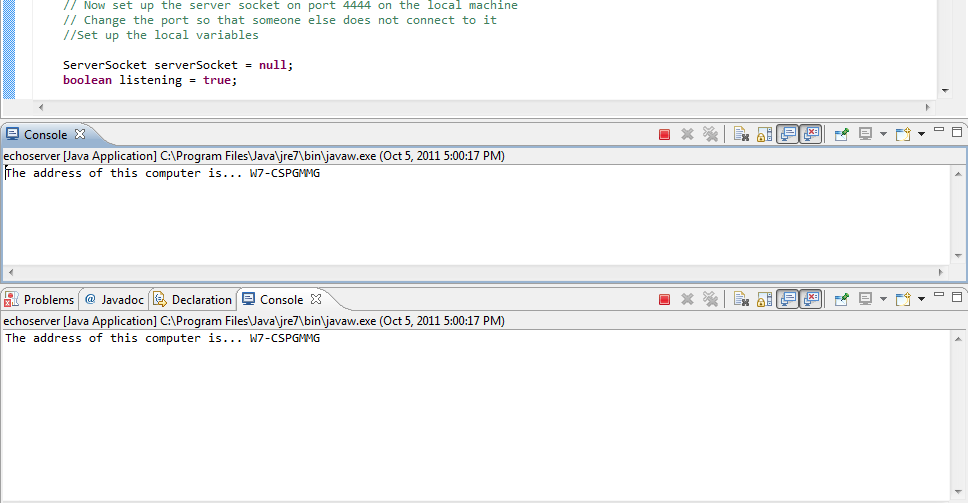 // Now set up the server socket on port 4444 on the local machine
// Change the port so that someone else does not connect to it
//Set up the local variables
ServerSocket serverSocket = null;
boolean listening = true;
Console
echoserver [Java Application] C:\Program Files\Java\jre7\bin\javaw.exe (Oct 5, 2011 5:00:17 PM)
The address of this computer is... W7-CSPGMMG
Problems @ Javadoc Declaration Console
echoserver [Java Application] C:\Program Files\Java\jre7\bin\javaw.exe (Oct 5, 2011 5:00:17 PM)
The address of this computer is... W7-CSPGMMG